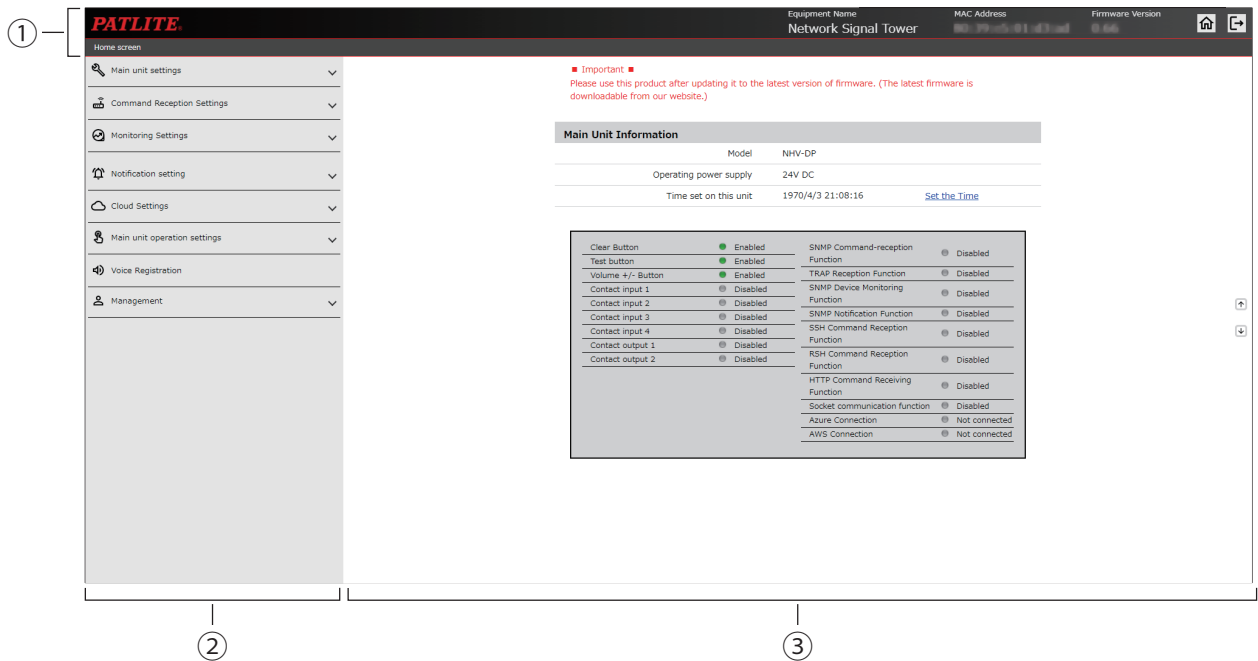 ①
PATLITE®
Equipment Name
Network Signal Tower
MAC Address
Firmware Version
0.66
Home screen
Main unit settings
Command Reception Settings
Monitoring Settings
Notification setting
Cloud Settings
Main unit operation settings
Voice Registration
Management
■ Important ■
Please use this product after updating it to the latest version of firmware. (The latest firmware is
downloadable from our website.)
Main Unit Information
Model NHV-DP
Operating power supply 24V DC
Time set on this unit 1970/4/3 21:08:16 Set the Time
Clear Button Enabled
Test button Enabled
Volume +/- Button Enabled
Contact input 1 Disabled
Contact input 2 Disabled
Contact input 3 Disabled
Contact input 4 Disabled
Contact output 1 Disabled
Contact output 2 Disabled
SNMP Command-reception
Function Disabled
TRAP Reception Function Disabled
SNMP Device Monitoring
Function Disabled
SNMP Notification Function Disabled
SSH Command Reception
Function Disabled
RSH Command Reception
Function Disabled
HTTP Command Receiving
Function Disabled
Socket communication function Disabled
Azure Connection Not connected
AWS Connection Not connected
②
③